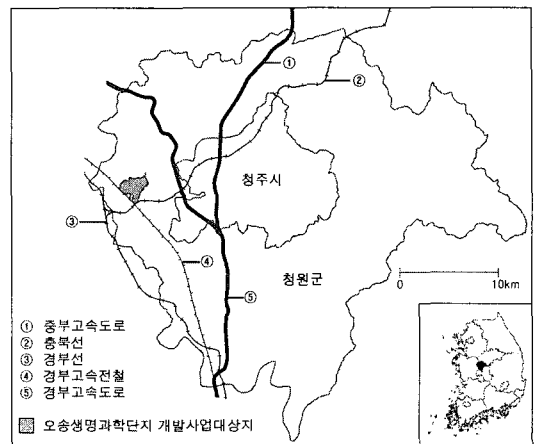 ①
②
청주시
③
④
청원군
0 10km
⑤
① 중부고속도로
② 충북선
③ 경부선
④ 경부고속전철
⑤ 경부고속도로
오송생명과학단지 개발사업대상지